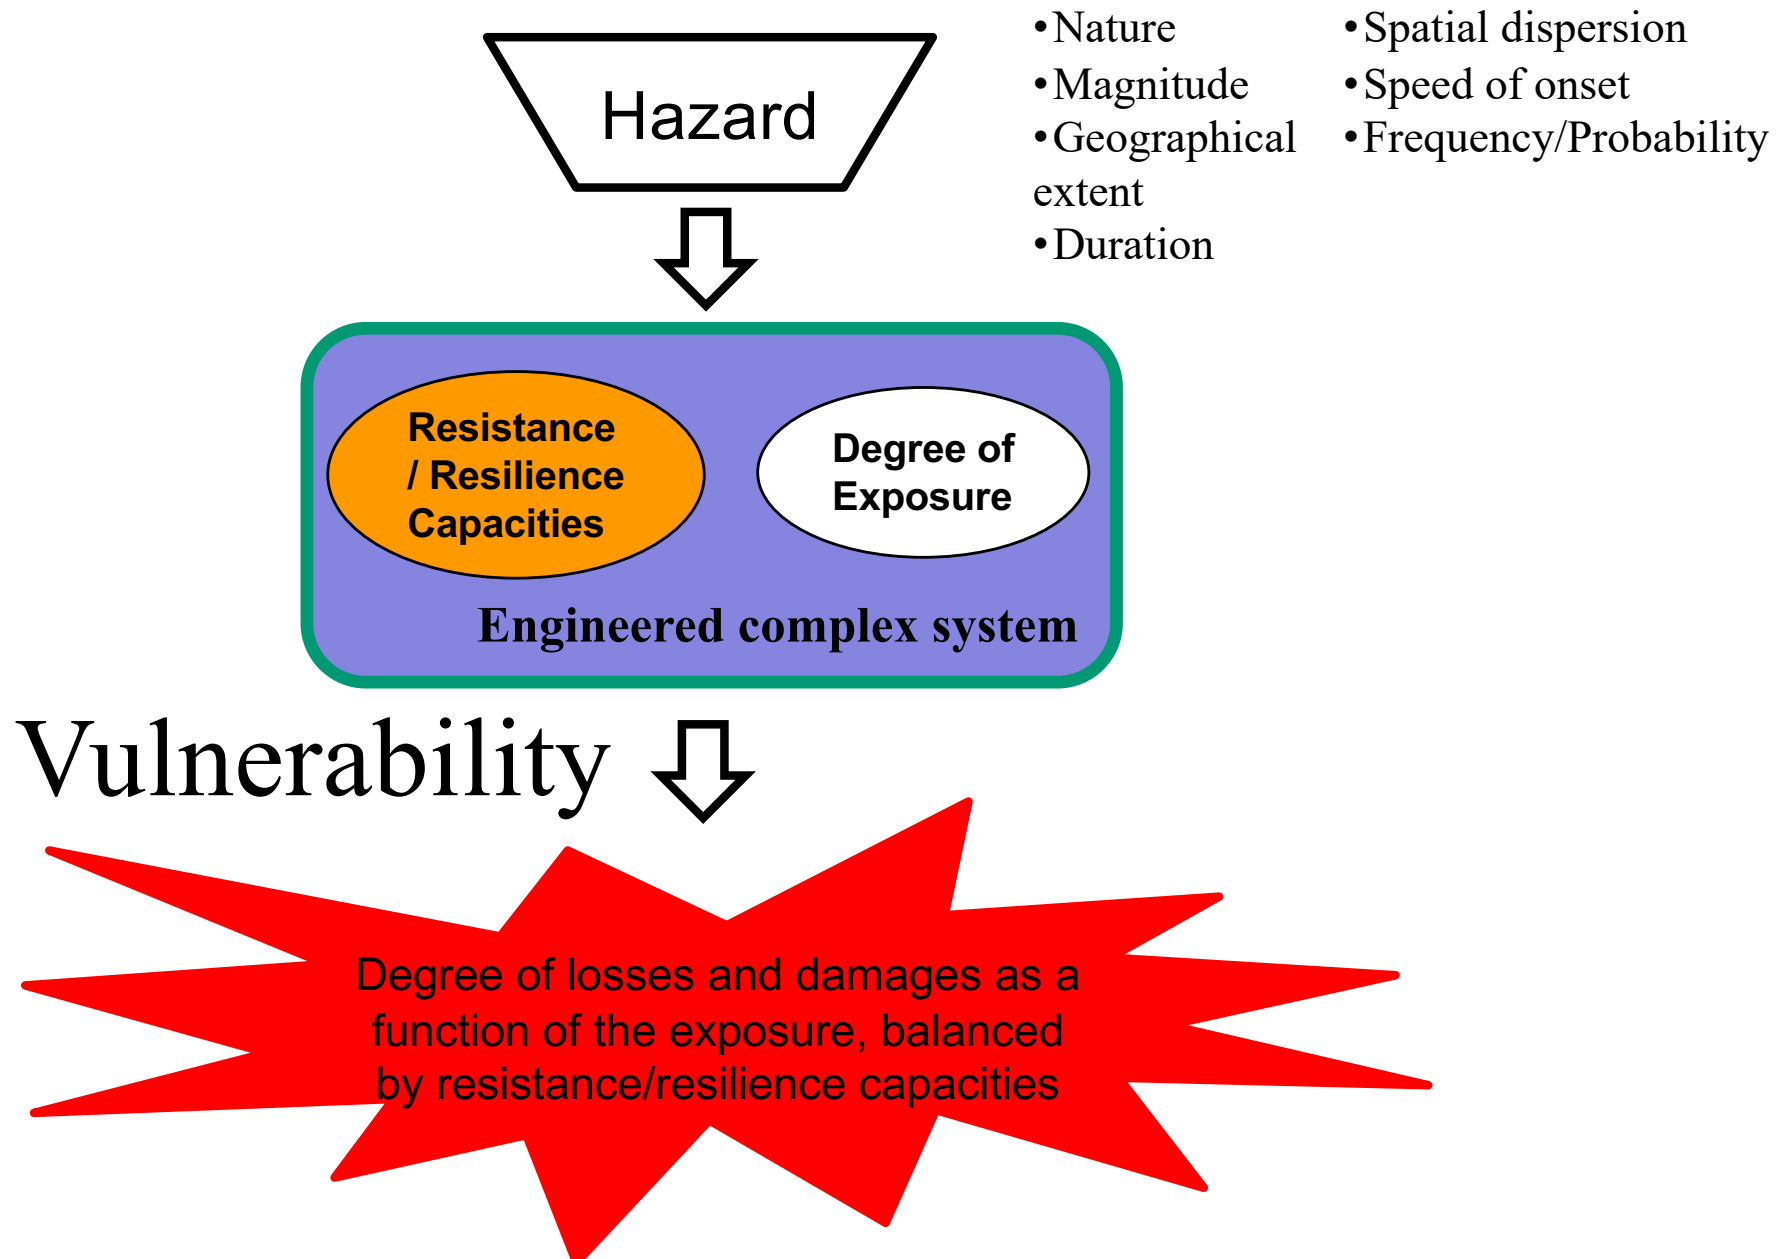 Hazard
•Nature
•Magnitude
•Geographical
extent
•Duration
•Spatial dispersion
•Speed of onset
•Frequency/Probability
Resistance
/ Resilience
Capacities
Degree of
Exposure
Engineered complex system
Vulnerability
Degree of losses and damages as a
function of the exposure, balanced
by resistance/resilience capacities